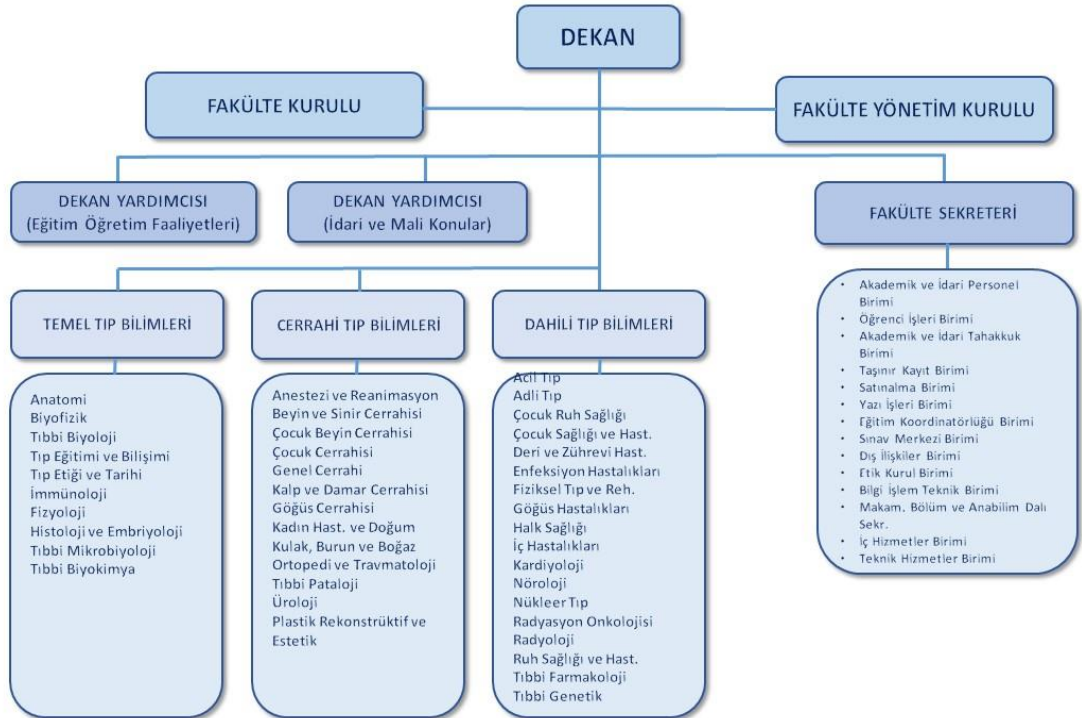 DEKAN
FAKÜLTE KURULU
FAKÜLTE YÖNETİM KURULU
DEKAN YARDIMCISI
(Eğitim Öğretim Faaliyetleri)
DEKAN YARDIMCISI
(İdari ve Mali Konular)
FAKÜLTE SEKRETERİ
TEMEL TIP BİLİMLERİ
CERRAHİ TIP BİLİMLERİ
DAHİLİ TIP BİLİMLERİ
Anatomi
Biyofizik
Tıbbi Biyoloji
Tıp Eğitimi ve Bilişimi
Tıp Etiği ve Tarihi
İmmünoloji
Fizyoloji
Histoloji ve Embriyoloji
Tıbbi Mikrobiyoloji
Tıbbi Biyokimya
Anestezi ve Reanimasyon
Beyin ve Sinir Cerrahisi
Çocuk Beyin Cerrahisi
Çocuk Cerrahisi
Genel Cerrahi
Kalp ve Damar Cerrahisi
Göğüs Cerrahisi
Kadın Hast. ve Doğum
Kulak, Burun ve Boğaz
Ortopedi ve Travmatoloji
Tıbbi Pataloji
Üroloji
Plastik Rekonstrüktif ve
Estetik
Acil Tıp
Adli Tıp
Çocuk Ruh Sağlığı
Çocuk Sağlığı ve Hast.
Deri ve Zührevi Hast.
Enfeksiyon Hastalıkları
Fiziksel Tıp ve Reh.
Göğüs Hastalıkları
Halk Sağlığı
İç Hastalıkları
Kardiyoloji
Nöroloji
Nükleer Tıp
Radyasyon Onkolojisi
Radyoloji
Ruh Sağlığı ve Hast.
Tıbbi Farmakoloji
Tıbbi Genetik
• Akademik ve İdari Personel
Birimi
• Öğrenci İşleri Birimi
• Akademik ve İdari Tahakkuk
Birimi
• Taşınır Kayıt Birimi
• Satınalma Birimi
• Yazı İşleri Birimi
• Eğitim Koordinatörlüğü Birimi
• Sınav Merkezi Birimi
• Dış İlişkiler Birimi
• Etik Kurul Birimi
• Bilgi İşlem Teknik Birimi
• Makam, Bölüm ve Anabilim Dalı
Sekr.
• İç Hizmetler Birimi
• Teknik Hizmetler Birimi